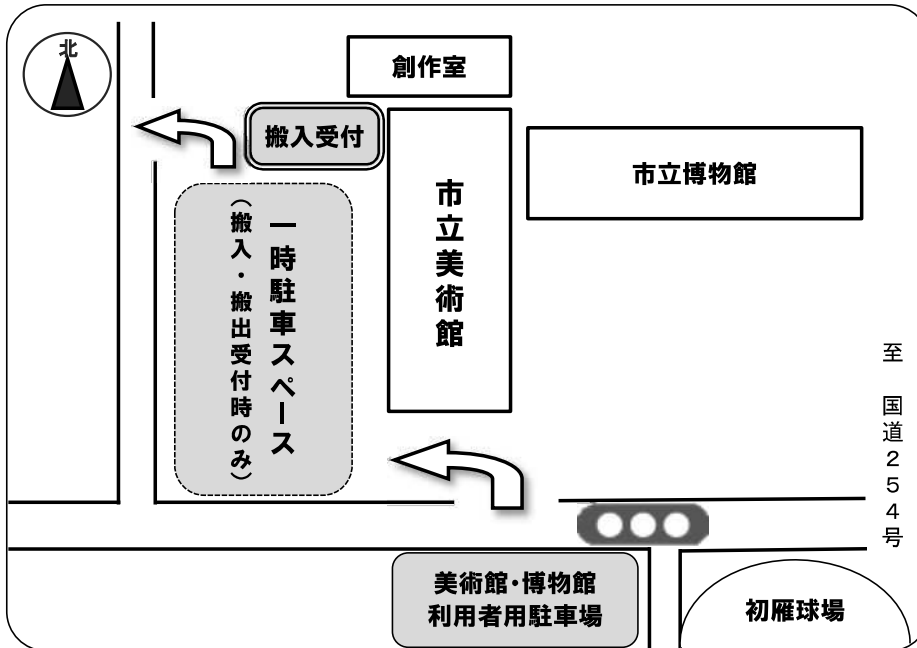 北
創作室
搬入受付
市立博物館
市立美術館
一時駐車スペース
(搬入・搬出受付時のみ)
至 国道254号
美術館・博物館
利用者用駐車場
初雁球場